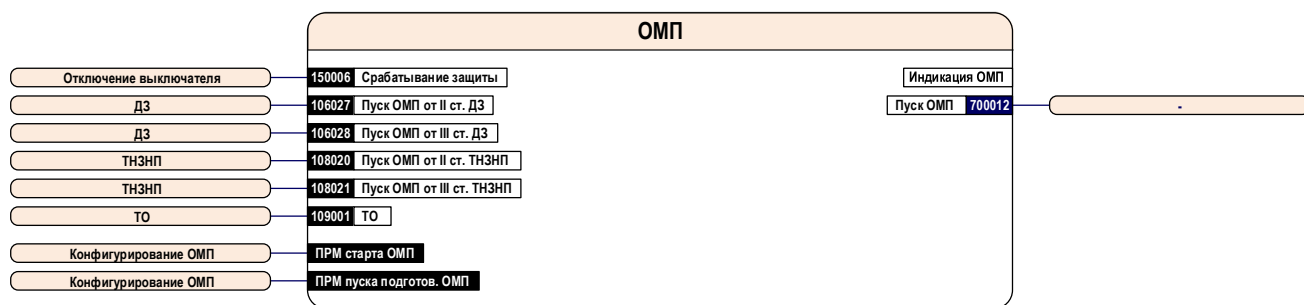 ОМП
Отключение выключателя 150006 Срабатывание защиты Индикация ОМП
ДЗ 106027 Пуск ОМП от II ст. ДЗ Пуск ОМП 700012 -
ДЗ 106028 Пуск ОМП от III ст. ДЗ
ТНЗНП 108020 Пуск ОМП от II ст. ТНЗНП
ТНЗНП 108021 Пуск ОМП от III ст. ТНЗНП
ТО 109001 ТО
Конфигурирование ОМП ПРМ старта ОМП
Конфигурирование ОМП ПРМ пуска подготов. ОМП